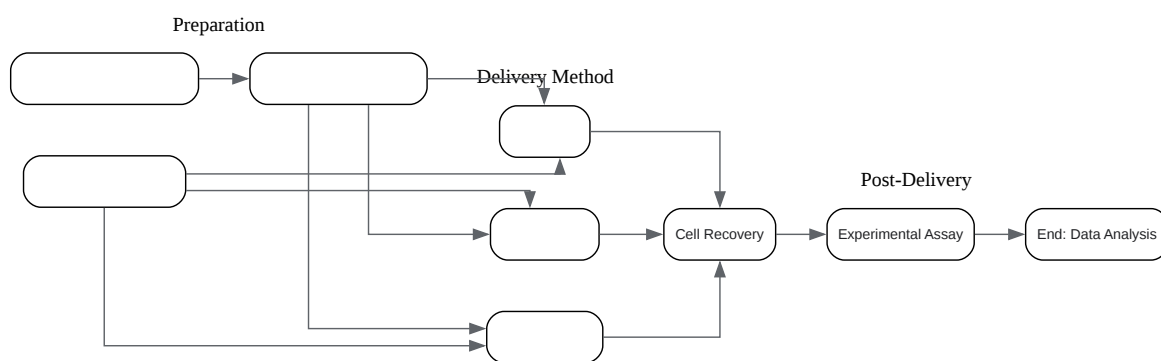 Preparation
Delivery Method
Post-Delivery
Cell Recovery
Experimental Assay
End: Data Analysis